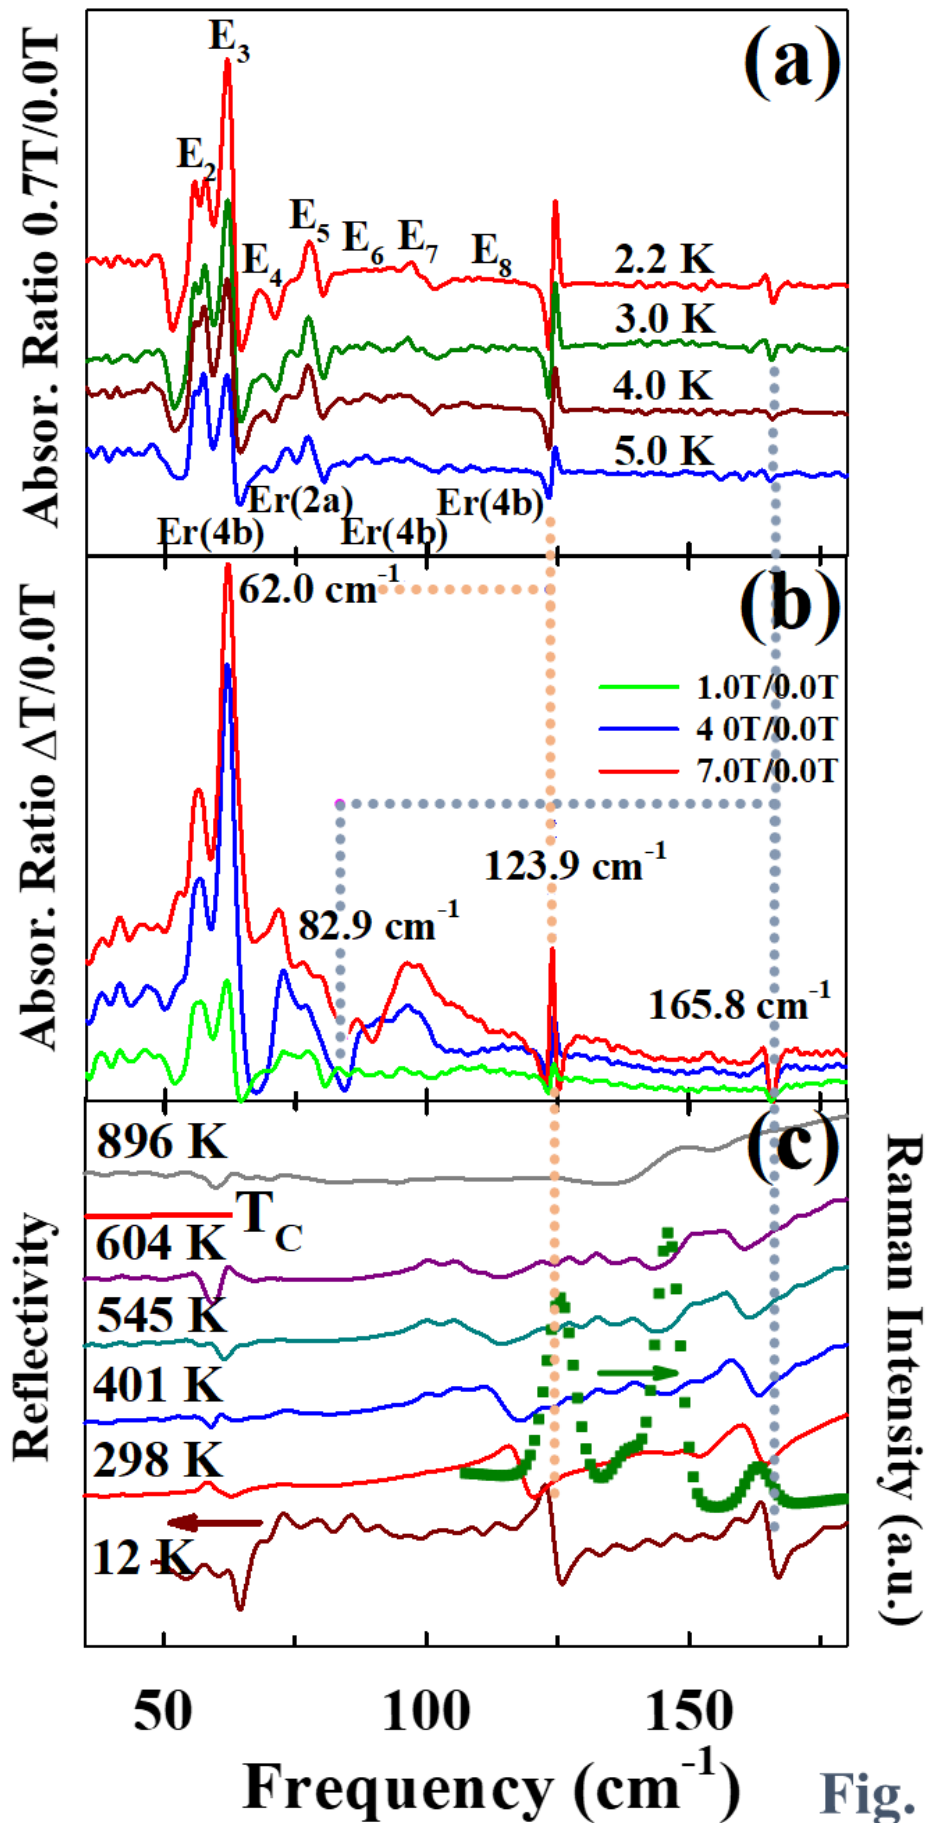 Absor. Ratio 0.7T/0.0T
(a)
E3
E2
E4
E5
E6
E7
E8
2.2 K
3.0 K
4.0 K
5.0 K
Er(4b)
Er(2a)
Er(4b)
Er(4b)
Absor. Ratio ΔT/0.0T
(b)
62.0 cm-1
1.0T/0.0T
4 0T/0.0T
7.0T/0.0T
123.9 cm-1
82.9 cm-1
165.8 cm-1
Reflectivity
Raman Intensity (a.u.)
(c)
896 K
TC
604 K
545 K
401 K
298 K
12 K
50 100 150
Frequency (cm-1)
Fig.